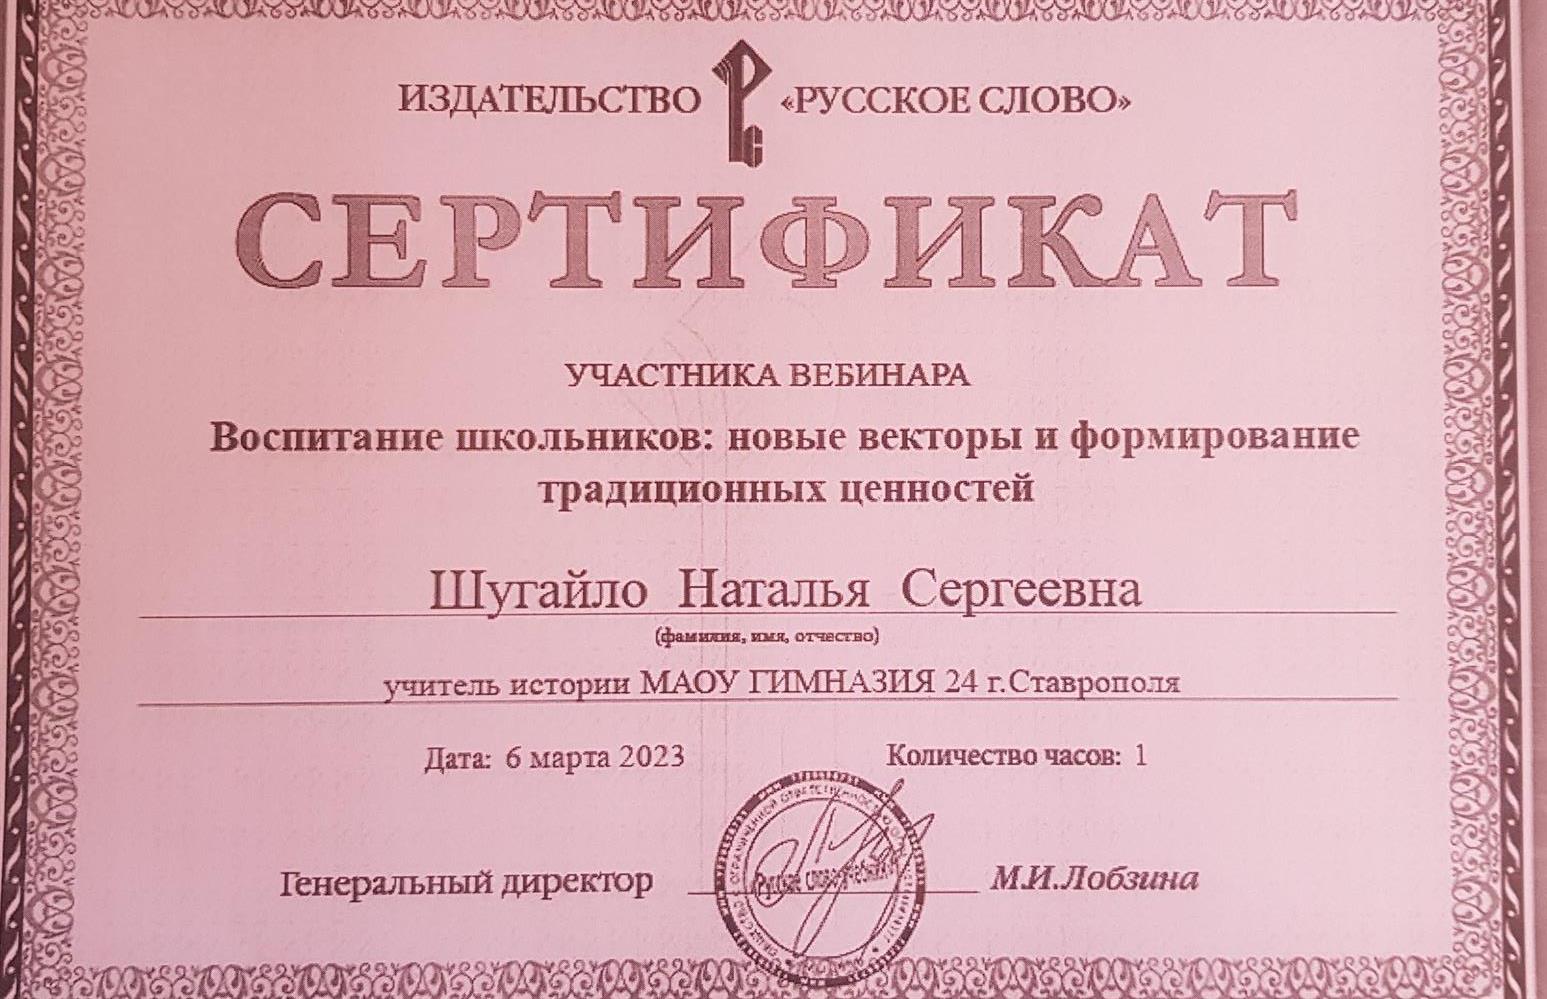 ИЗДАТЕЛЬСТВО «РУССКОЕ СЛОВО»
СЕРТИФИКАТ
УЧАСТНИКА ВЕБИНАРА
Воспитание школьников: новые векторы и формирование
традиционных ценностей
Шугайло Наталья Сергеевна
(фамилия, имя, отчество)
учитель истории МАОУ ГИМНАЗИЯ 24 г.Ставрополя
Дата: 6 марта 2023 Количество часов: 1
Генеральный директор М.И.Лобзина